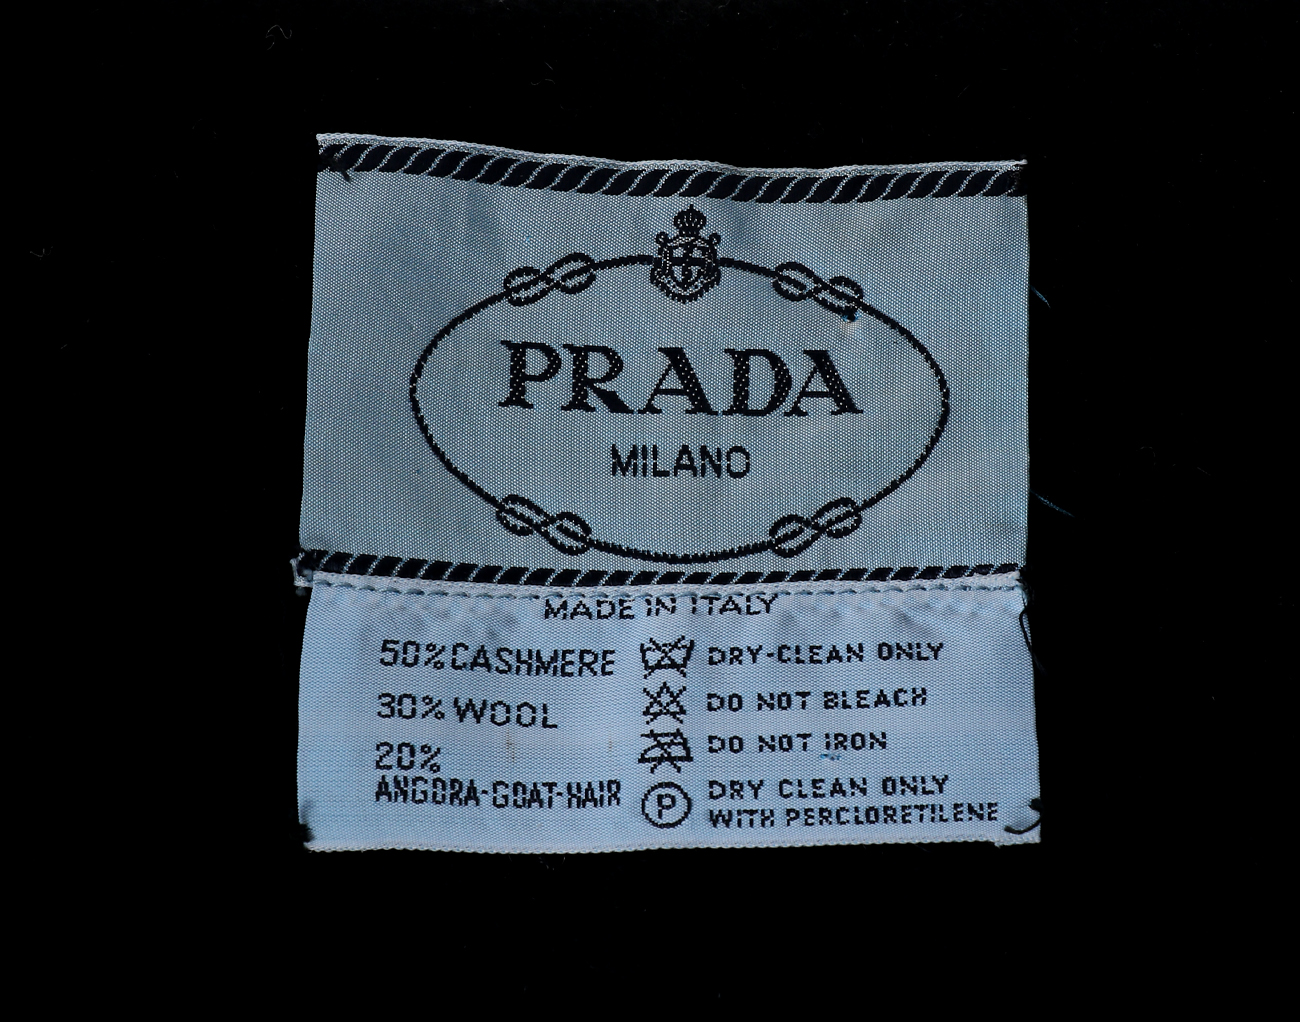 PRADA
MILANO
MADE IN ITALY
50% CASHMERE
30% WOOL
20%
ANGORA-GOAT-HAIR
DRY-CLEAN ONLY
DO NOT BLEACH
DO NOT IRON
P
DRY CLEAN ONLY
WITH PERCLORETILENE